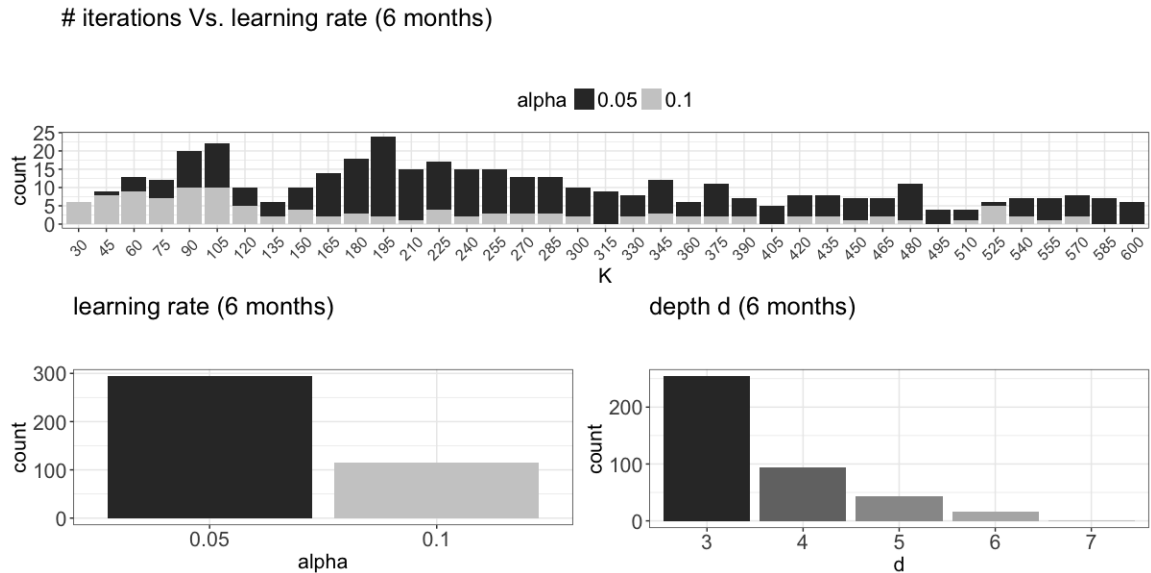 # iterations Vs. learning rate (6 months)
alpha 0.05 0.1
count
25
20
15
10
5
0
30 45 60 75 90 105 120 135 150 165 180 195 210 225 240 255 270 285 300 315 330 345 360 375 390 405 420 435 450 465 480 495 510 525 540 555 570 585 600
K
learning rate (6 months)
count
300
200
100
0
0.05 0.1
alpha
depth d (6 months)
count
200
100
0
3 4 5 6 7
d